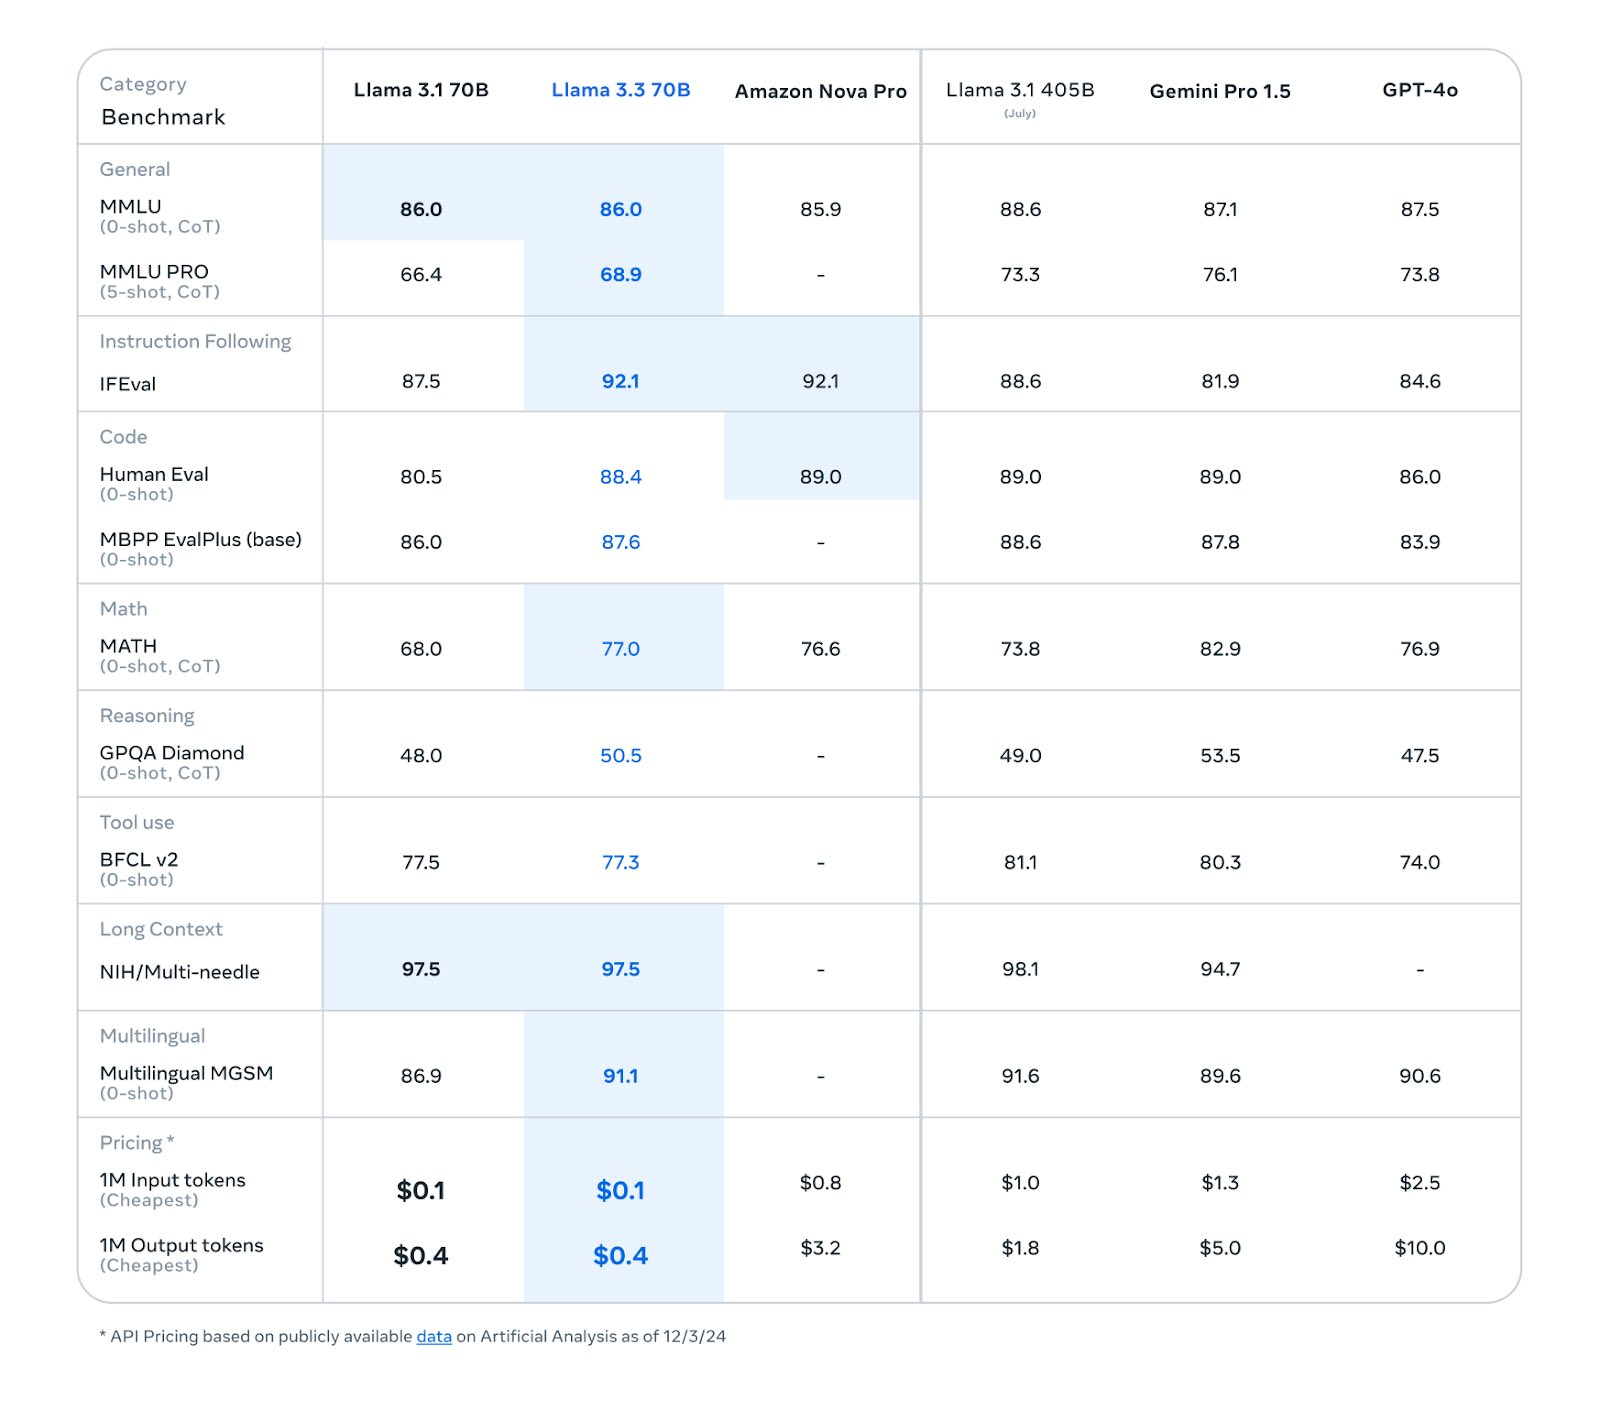 Category
Benchmark
Llama 3.1 70B
Llama 3.3 70B
Amazon Nova Pro
Llama 3.1 405B
(July)
Gemini Pro 1.5
GPT-4o
General
MMLU
(0-shot, CoT)
86.0 86.0 85.9 88.6 87.1 87.5
MMLU PRO
(5-shot, CoT)
66.4 68.9 - 73.3 76.1 73.8
Instruction Following
IFEval 87.5 92.1 92.1 88.6 81.9 84.6
Code
Human Eval
(0-shot)
80.5 88.4 89.0 89.0 89.0 86.0
MBPP EvalPlus (base)
(0-shot)
86.0 87.6 - 88.6 87.8 83.9
Math
MATH
(0-shot, CoT)
68.0 77.0 76.6 73.8 82.9 76.9
Reasoning
GPQA Diamond
(0-shot, CoT)
48.0 50.5 - 49.0 53.5 47.5
Tool use
BFCL v2
(0-shot)
77.5 77.3 - 81.1 80.3 74.0
Long Context
NIH/Multi-needle 97.5 97.5 - 98.1 94.7 -
Multilingual
Multilingual MGSM
(0-shot)
86.9 91.1 - 91.6 89.6 90.6
Pricing *
1M Input tokens
(Cheapest)
$0.1 $0.1 $0.8 $1.0 $1.3 $2.5
1M Output tokens
(Cheapest)
$0.4 $0.4 $3.2 $1.8 $5.0 $10.0
* API Pricing based on publicly available data on Artificial Analysis as of 12/3/24